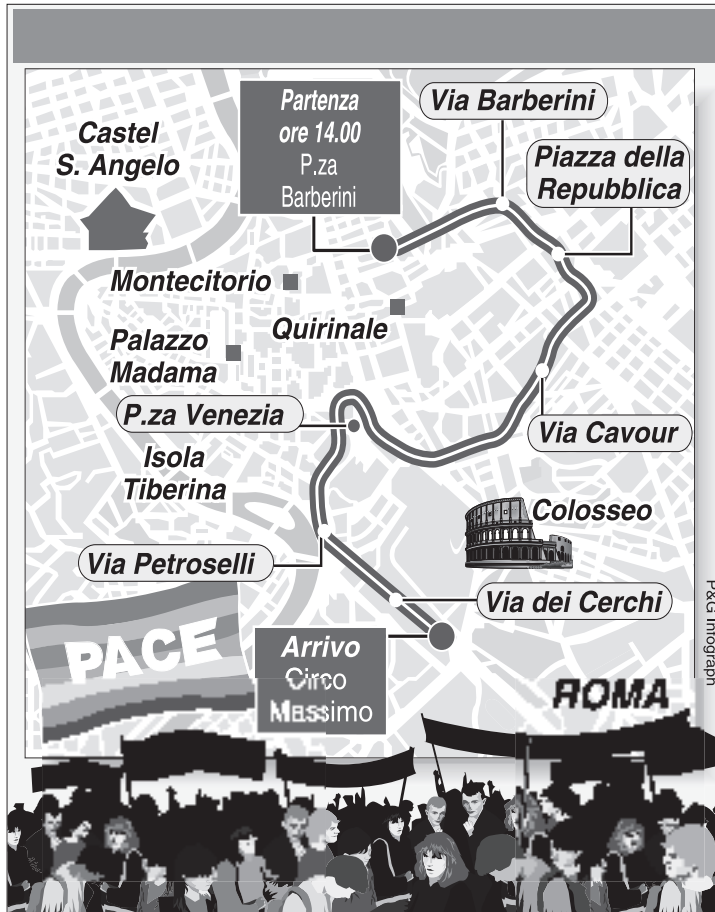 Partenza
ore 14.00
P.za
Barberini
Via Barberini
Castel
S. Angelo
Piazza della
Repubblica
Montecitorio
Quirinale
Palazzo
Madama
P.za Venezia
Via Cavour
Isola
Tiberina
Colosseo
Via Petroselli
Via dei Cerchi
P&G Infograph
PACE
Arrivo
Circo
Messimo
ROMA